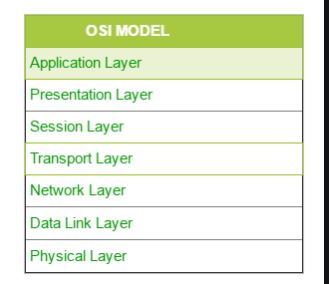 OSI MODEL
Application Layer
Presentation Layer
Session Layer
Transport Layer
Network Layer
Data Link Layer
Physical Layer